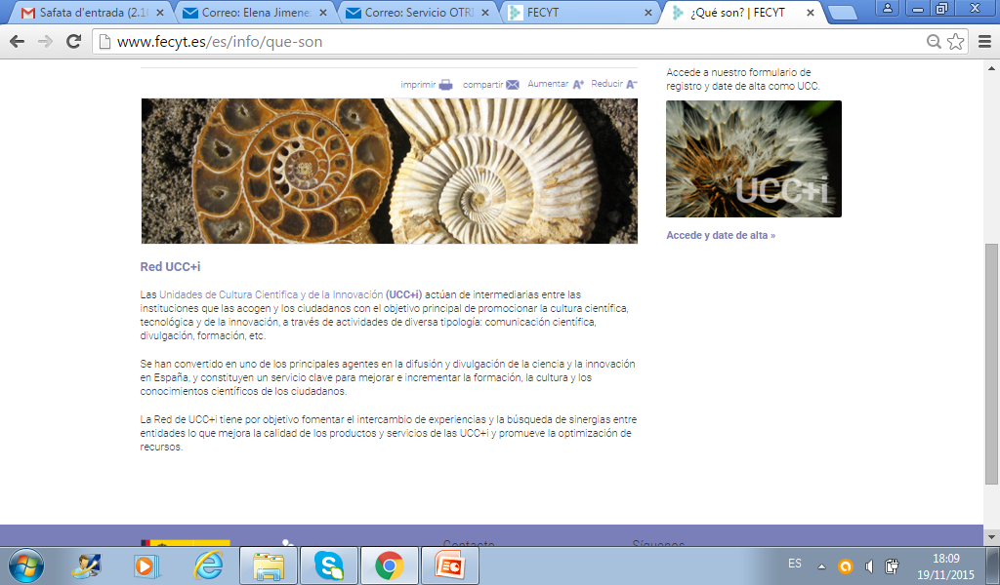 Safata d'entrada (2.1
Correo: Elena Jimenez
Correo: Servicio OTRI
FECYT
¿Qué son? | FECYT
www.fecyt.es/es/info/que-son
imprimir
compartir
Aumentar A+
Reducir A-
Accede a nuestro formulario de
registro y date de alta como UCC.
UCC+i
Accede y date de alta »
Red UCC+i
Las Unidades de Cultura Científica y de la Innovación (UCC+i) actúan de intermediarias entre las
instituciones que las acogen y los ciudadanos con el objetivo principal de promocionar la cultura científica,
tecnológica y de la innovación, a través de actividades de diversa tipología: comunicación científica,
divulgación, formación, etc.
Se han convertido en uno de los principales agentes en la difusión y divulgación de la ciencia y la innovación
en España, y constituyen un servicio clave para mejorar e incrementar la formación, la cultura y los
conocimientos científicos de los ciudadanos.
La Red de UCC+i tiene por objetivo fomentar el intercambio de experiencias y la búsqueda de sinergias entre
entidades lo que mejora la calidad de los productos y servicios de las UCC+i y promueve la optimización de
recursos.
Contacto
Síguenos
ES
18:09
19/11/2015